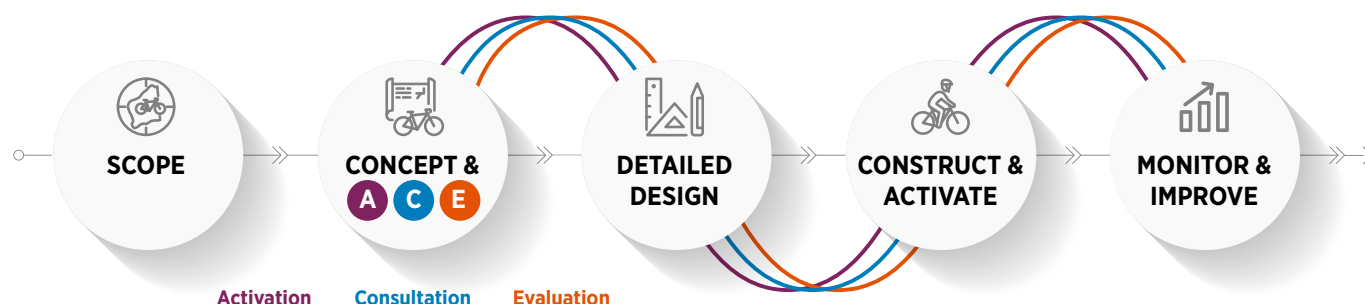 SCOPE
CONCEPT &
A C E
DETAILED
DESIGN
CONSTRUCT &
ACTIVATE
MONITOR &
IMPROVE
Activation Consultation Evaluation